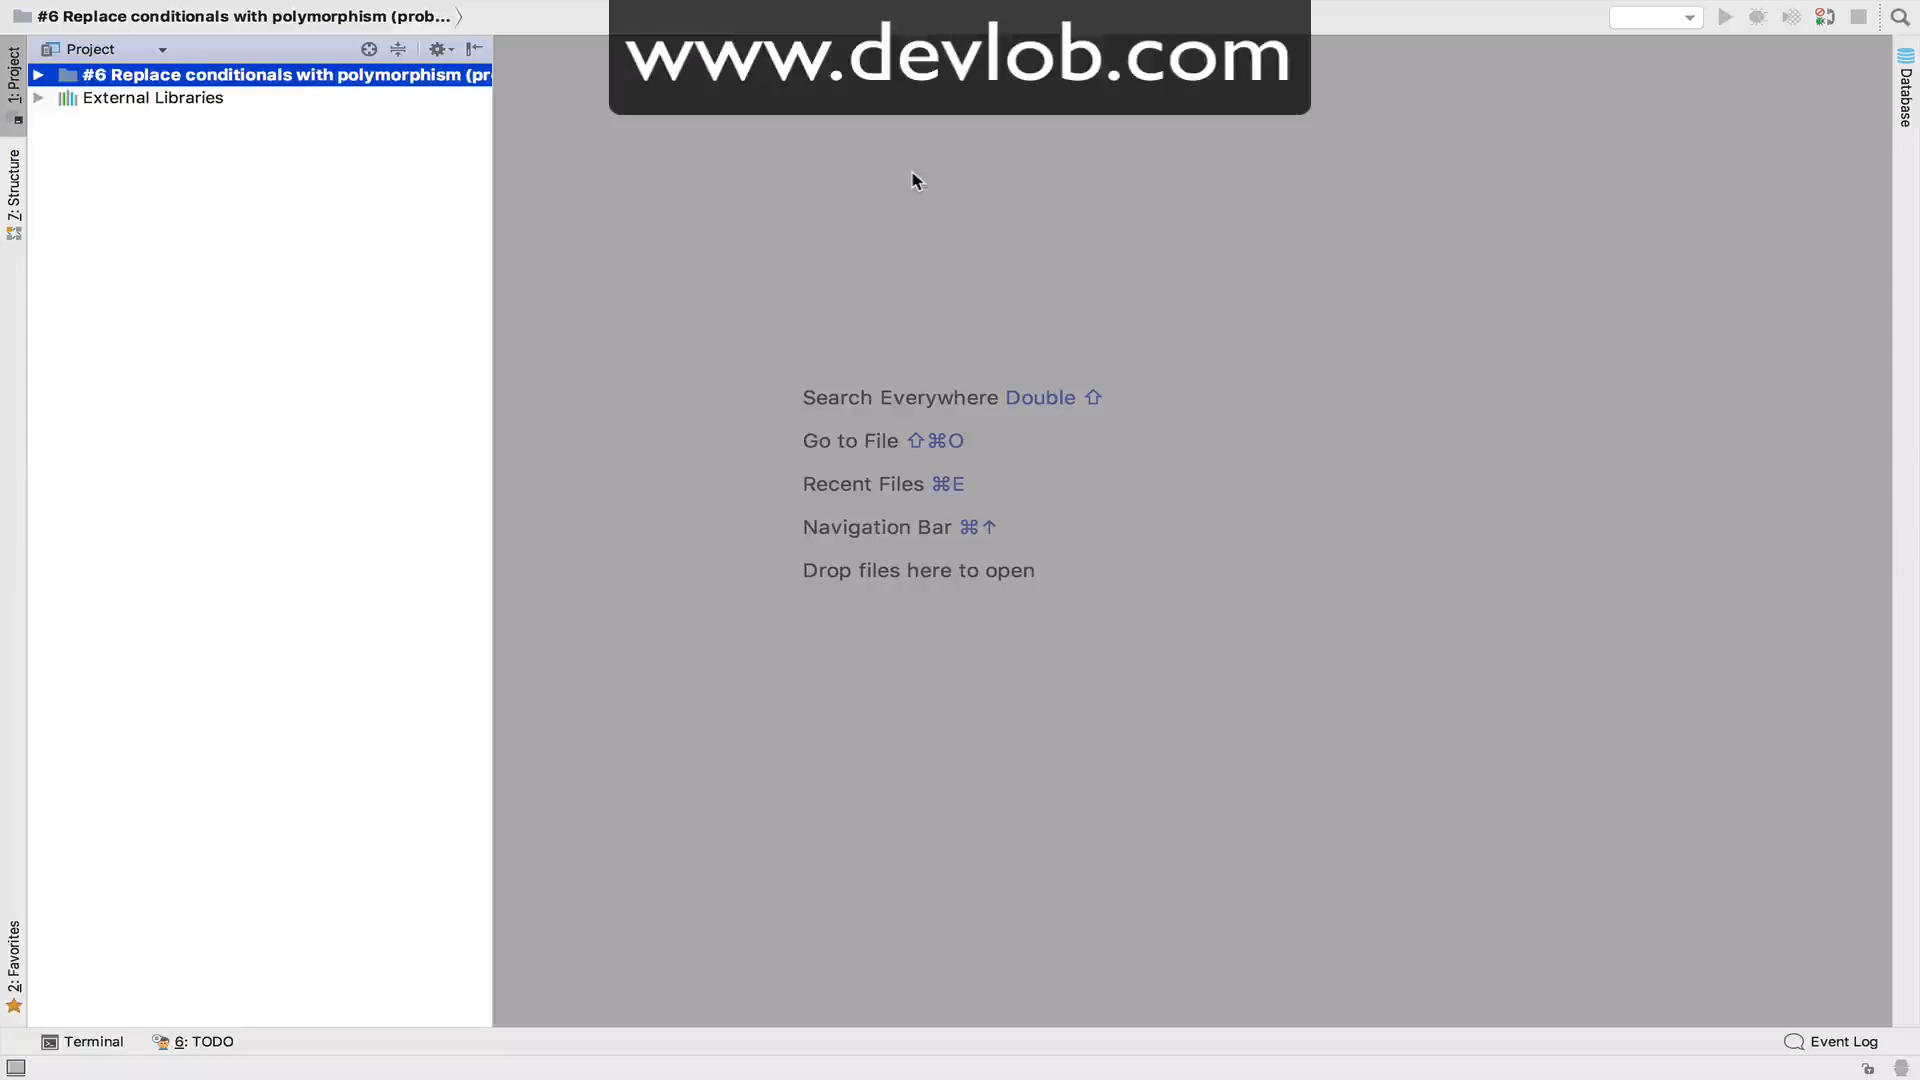 #6 Replace conditionals with polymorphism (prob...
www.devlob.com
Project
1: Project
#6 Replace conditionals with polymorphism (pr
External Libraries
7: Structure
Database
Search Everywhere Double ⇧
Go to File ⇧⌘O
Recent Files ⌘E
Navigation Bar ⌘↑
Drop files here to open
2: Favorites
Terminal
6: TODO
Event Log